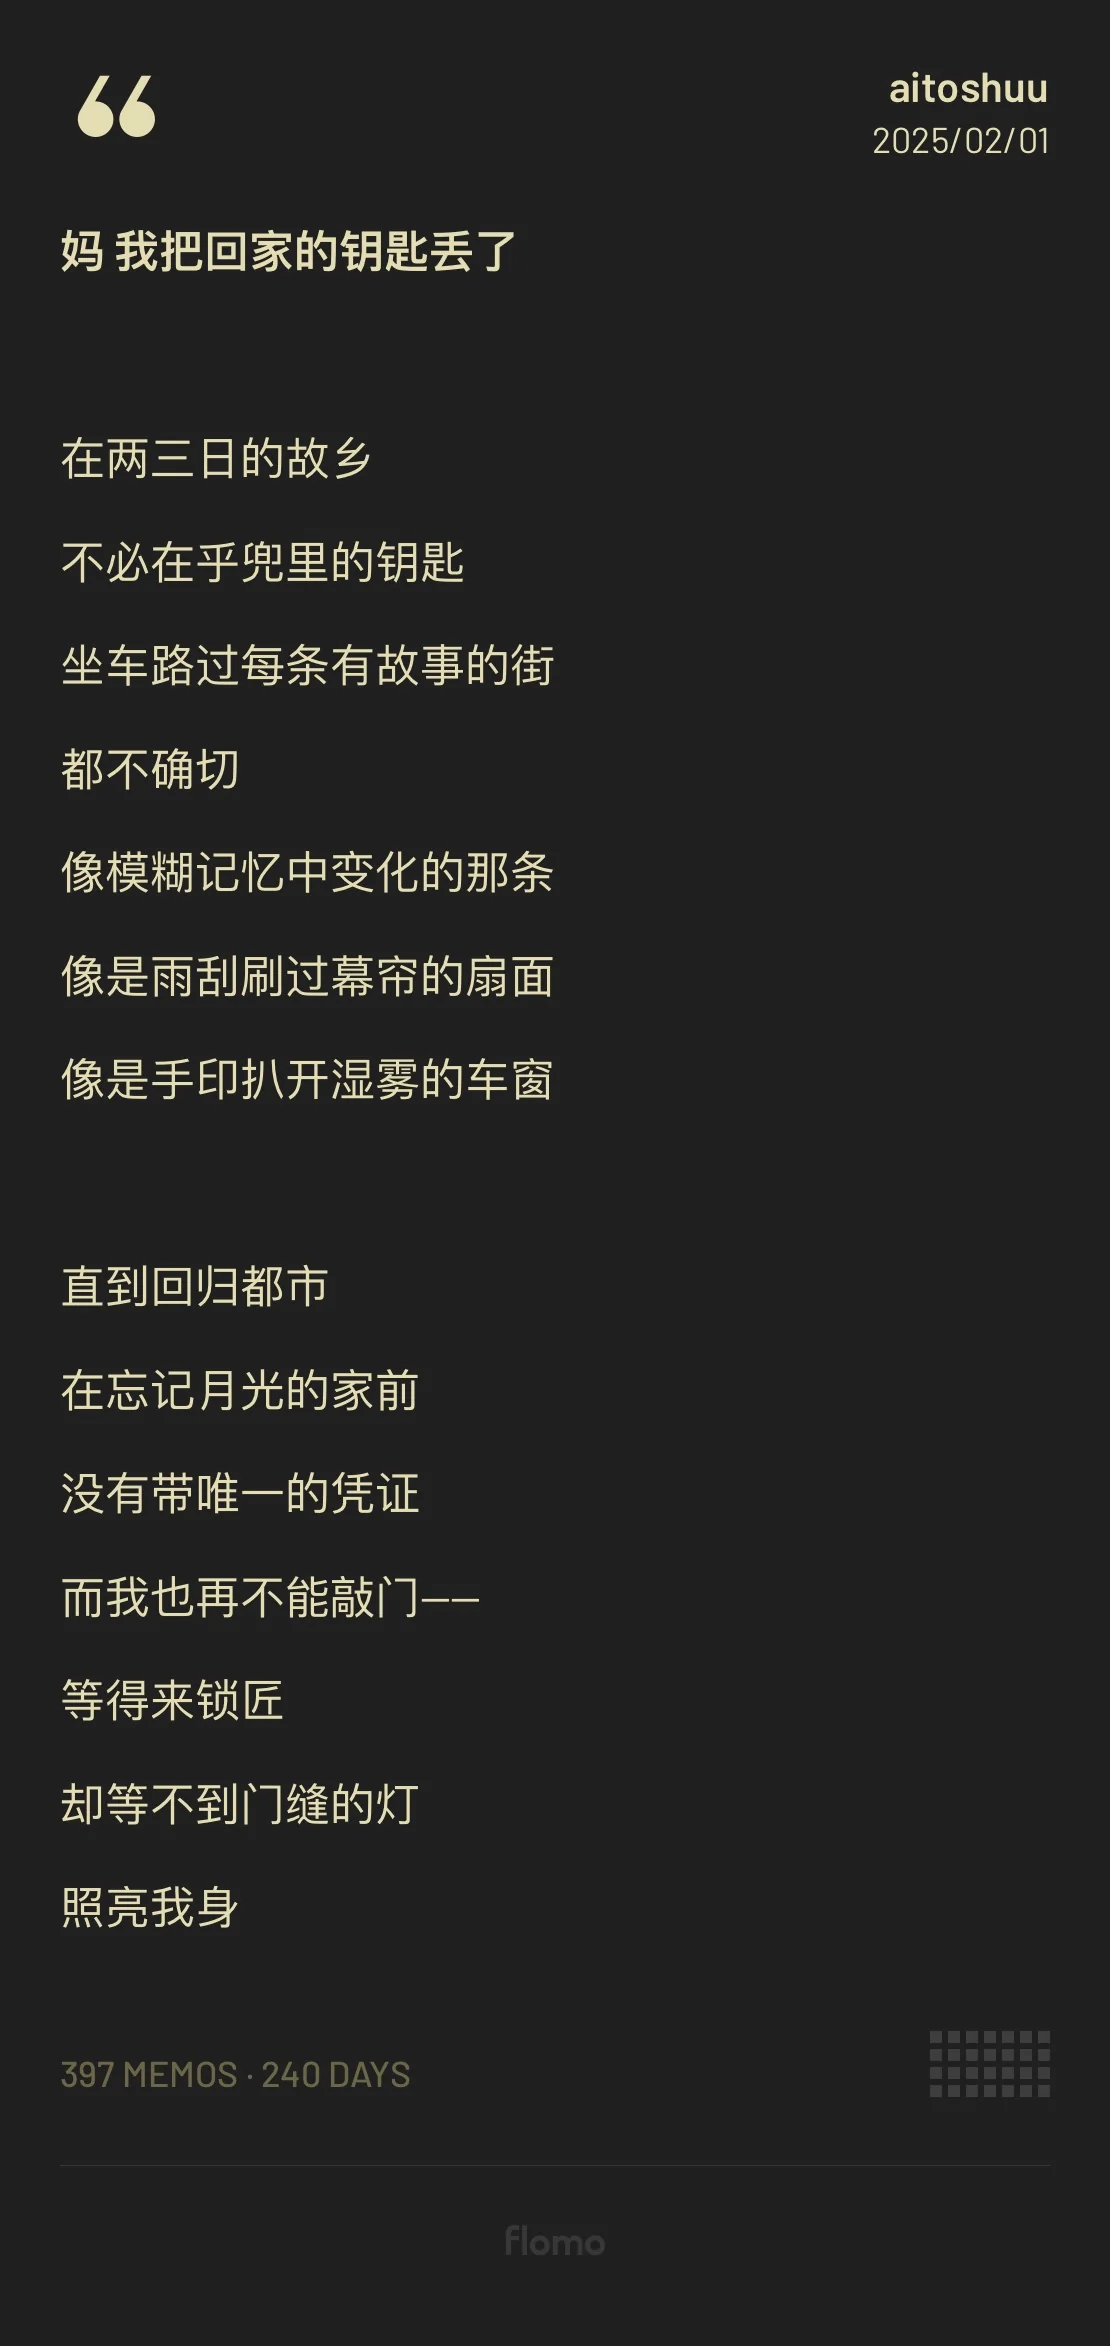 aitoshuu
2025/02/01
妈 我把回家的钥匙丢了
在两三日的故乡
不必在乎兜里的钥匙
坐车路过每条有故事的街
都不确切
像模糊记忆中变化的那条
像是雨刮刷过幕帘的扇面
像是手印扒开湿雾的车窗
直到回归都市
在忘记月光的家前
没有带唯一的凭证
而我也再不能敲门——
等得来锁匠
却等不到门缝的灯
照亮我身
397 MEMOS · 240 DAYS
flomo